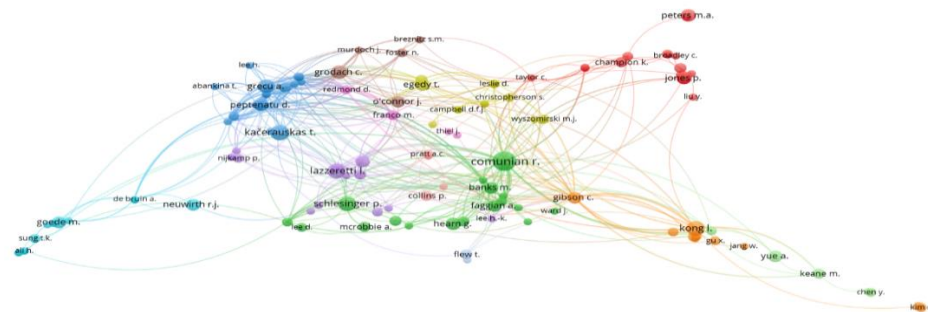 peters m.a.
breznitz s.m.
murdoch j.
foster n.
bradley c.
champion k.
lee h.
grodach c.
taylor c.
jones p.
abankina t.
grecu a.
redmond d.
egedy t.
leslie d.
liu y.
peptenatu d.
o'connor j.
christopherson s.
campbell d.f.j.
franco m.
wyszomirski m.j.
kačerauskas t.
thiel j.
nijkamp p.
pratt a.c.
comunian r.
lazzeretti l.
banks m.
de bruin a.
neuwirth r.j.
schlesinger p.
collins p.
gibson c.
faggian a.
ward j.
lee h.-k.
goede m.
lee d.
mcrobbie a.
hearn g.
kong l.
sung t.k.
gu x.
jang w.
ali h.
flew t.
yue a.
keane m.
chen y.
kim